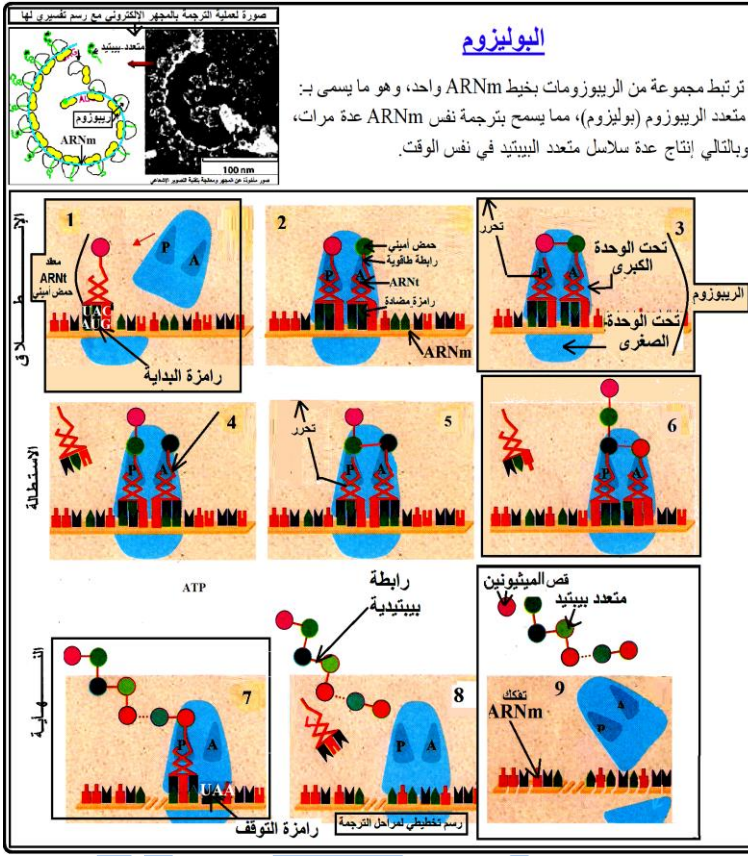 صورة لعملية الترجمة بالمجهر الإلكتروني مع رسم تفسيري لها
متعدد بيبتيد
ريبوزوم
ARNm
100 nm
البوليزوم
ترتبط مجموعة من الريبوزومات بخيط ARNm واحد، وهو ما يسمى بـ:
متعدد الريبوزوم (بوليزوم)، مما يسمح بترجمة نفس ARNm عدة مرات،
وبالتالي إنتاج عدة سلاسل متعدد البيبتيد في نفس الوقت.
الإنطلاق
1
معقد
ARNt
حمض أميني
P
A
UAC
AUG
رامزة البداية
2
حمض أميني
رابطة طاقوية
ARNt
رامزة مضادة
P
A
ARNm
3
تحرر
تحت الوحدة
الكبرى
P
A
تحت الوحدة
الصغرى
الريبوزوم
الاستطالة
4
P
A
5
تحرر
P
A
6
P
A
ATP
النهاية
7
P
A
UAA
رامزة التوقف
رابطة
بيبتيدية
8
P
A
رسم تخطيطي لمراحل الترجمة
قص الميثيونين
متعدد بيبتيد
9
تفكك
ARNm
A
P